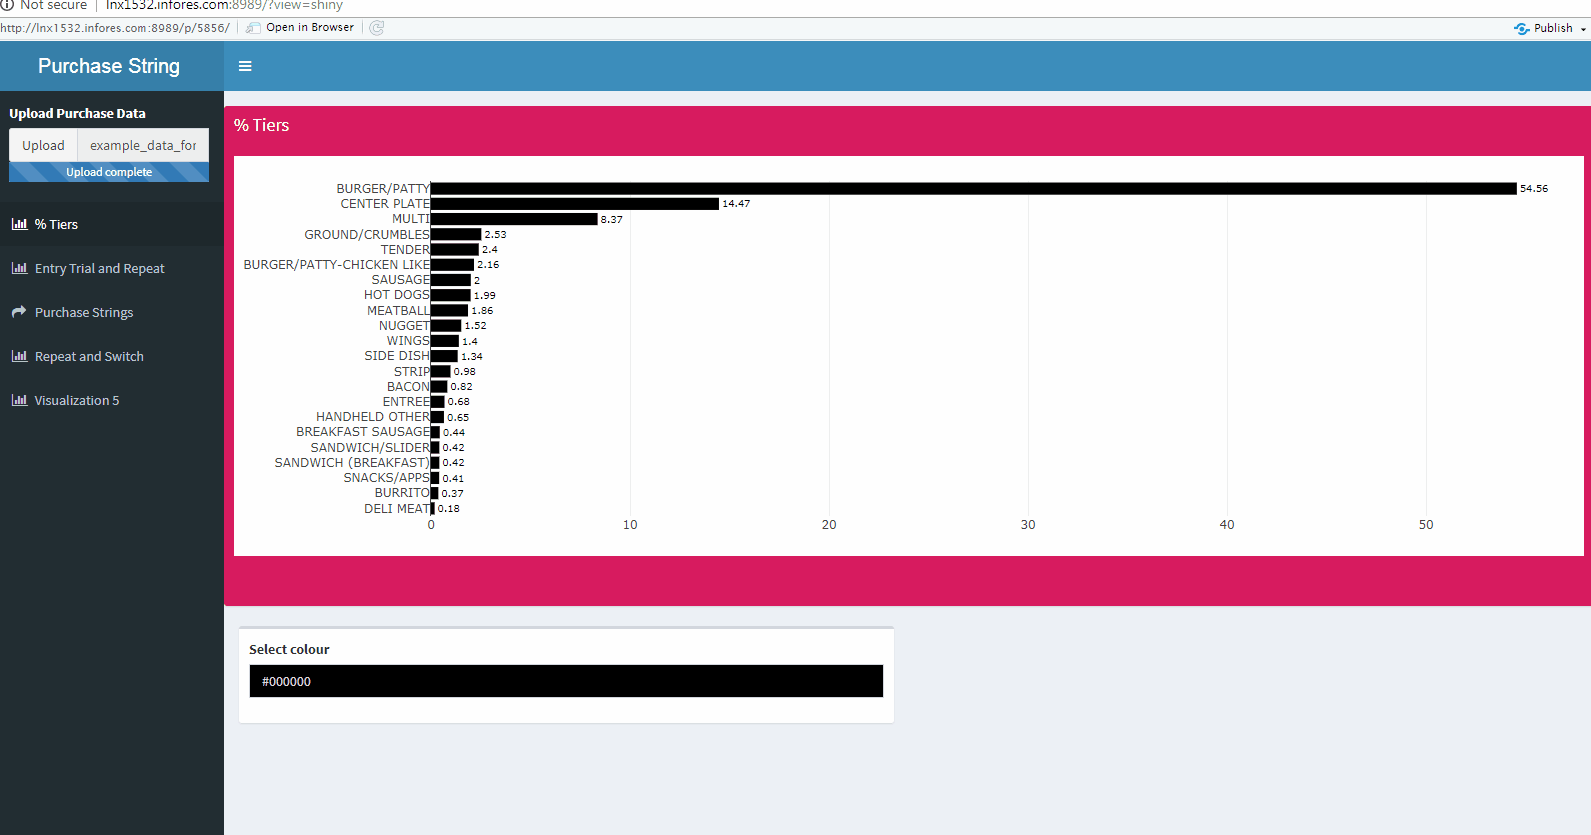 Not secure | lnx1532.infores.com:8989/?view=shiny
http://lnx1532.infores.com:8989/p/5856/ Open in Browser Publish
Purchase String
Upload Purchase Data
Upload example_data_for
Upload complete
% Tiers
Entry Trial and Repeat
Purchase Strings
Repeat and Switch
Visualization 5
% Tiers
BURGER/PATTY 54.56
CENTER PLATE 14.47
MULTI 8.37
GROUND/CRUMBLES 2.53
TENDER 2.4
BURGER/PATTY-CHICKEN LIKE 2.16
SAUSAGE 2
HOT DOGS 1.99
MEATBALL 1.86
NUGGET 1.52
WINGS 1.4
SIDE DISH 1.34
STRIP 0.98
BACON 0.82
ENTREE 0.68
HANDHELD OTHER 0.65
BREAKFAST SAUSAGE 0.44
SANDWICH/SLIDER 0.42
SANDWICH (BREAKFAST) 0.42
SNACKS/APPS 0.41
BURRITO 0.37
DELI MEAT 0.18
0 10 20 30 40 50
Select colour
#000000